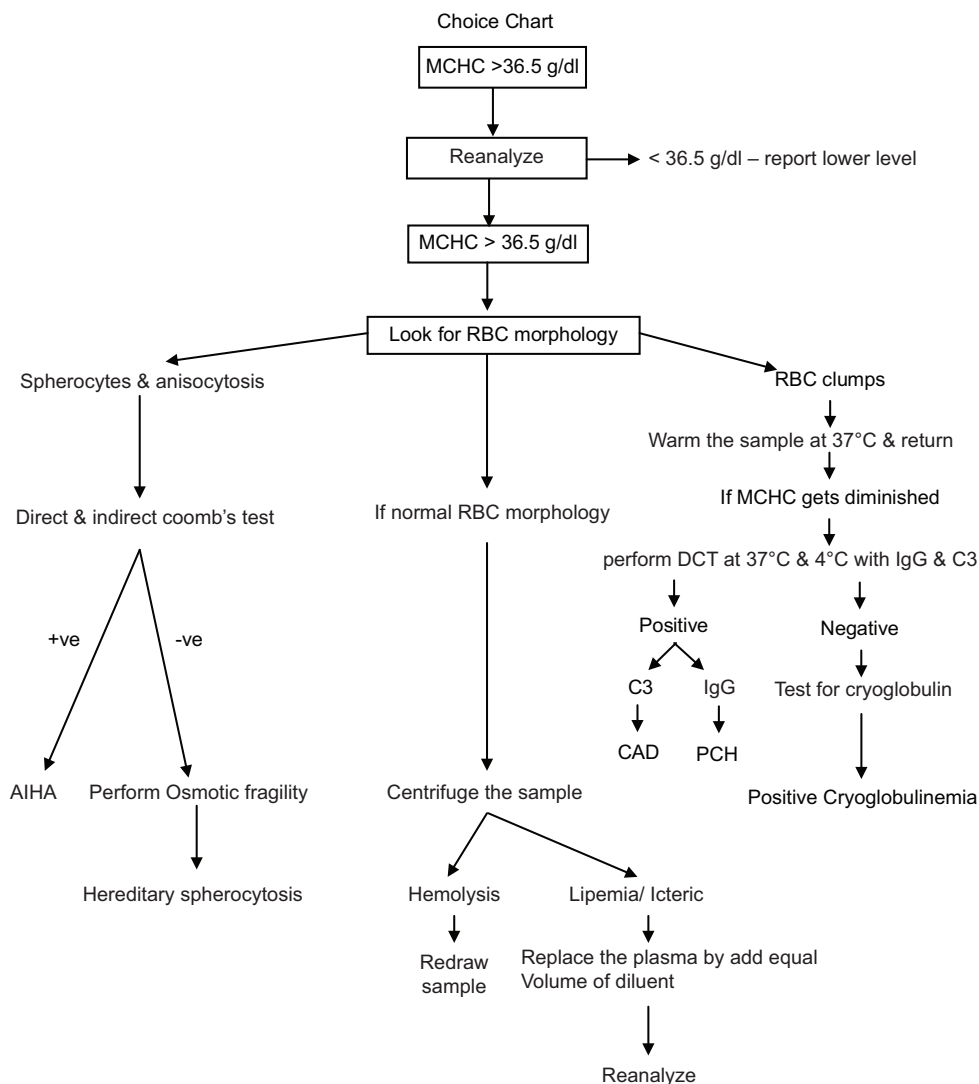 Choice Chart
MCHC >36.5 g/dl
Reanalyze
< 36.5 g/dl – report lower level
MCHC > 36.5 g/dl
Look for RBC morphology
Spherocytes & anisocytosis
RBC clumps
Warm the sample at 37°C & return
Direct & indirect coomb's test
If normal RBC morphology
If MCHC gets diminished
perform DCT at 37°C & 4°C with IgG & C3
+ve
-ve
Positive
Negative
C3
IgG
Test for cryoglobulin
CAD
PCH
AIHA
Perform Osmotic fragility
Centrifuge the sample
Positive Cryoglobulinemia
Hereditary spherocytosis
Hemolysis
Lipemia/ Icteric
Redraw
sample
Replace the plasma by add equal
Volume of diluent
Reanalyze